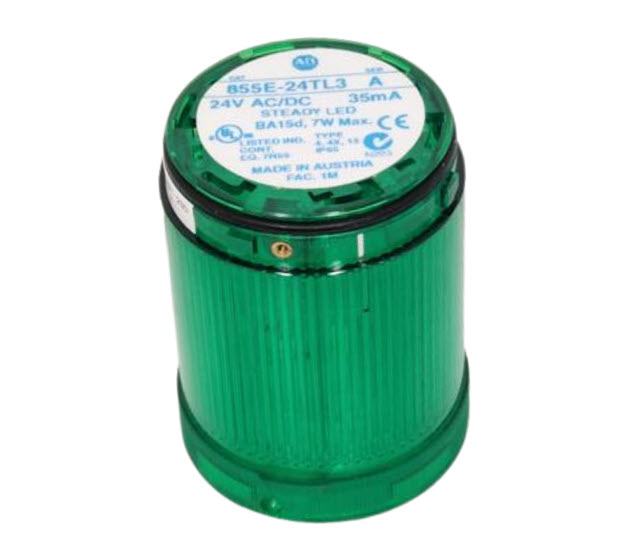 AB
CAT SER
855E-24TL3 A
24V AC/DC 35mA
STEADY LED
BA15d, 7W Max. CE
UL LISTED IND. TYPE
CONT. 4, 4X, 13
EQ. 7R59 IP65
N223
MADE IN AUSTRIA
FAC. 1M